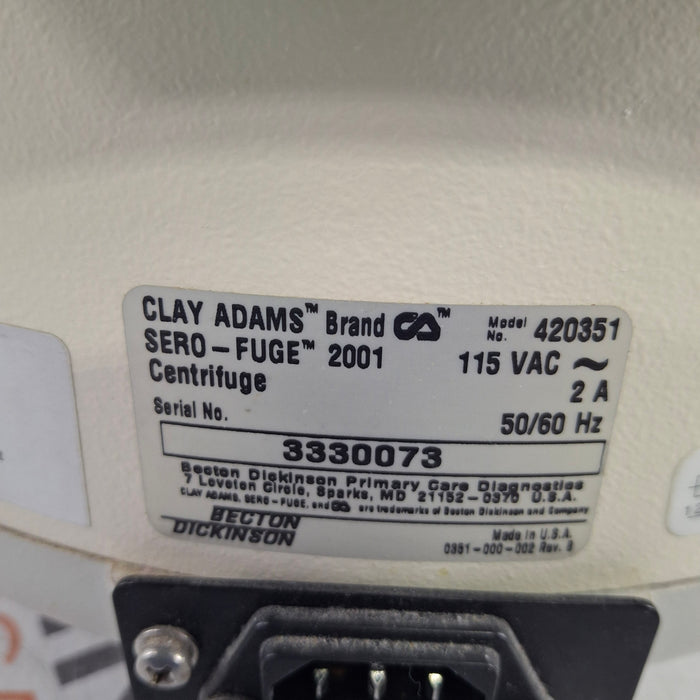 CLAY ADAMS™ Brand CA™ Model No. 420351
SERO-FUGE™ 2001 115 VAC ~
Centrifuge 2 A
Serial No. 50/60 Hz
3330073
Becton Dickinson Primary Care Diagnostics
7 Loveton Circle, Sparks, MD 21152-0370 U.S.A.
CLAY ADAMS, SERO-FUGE, and CA are trademarks of Becton Dickinson and Company
BECTON
DICKINSON
Made in U.S.A.
0351-000-002 Rev. B